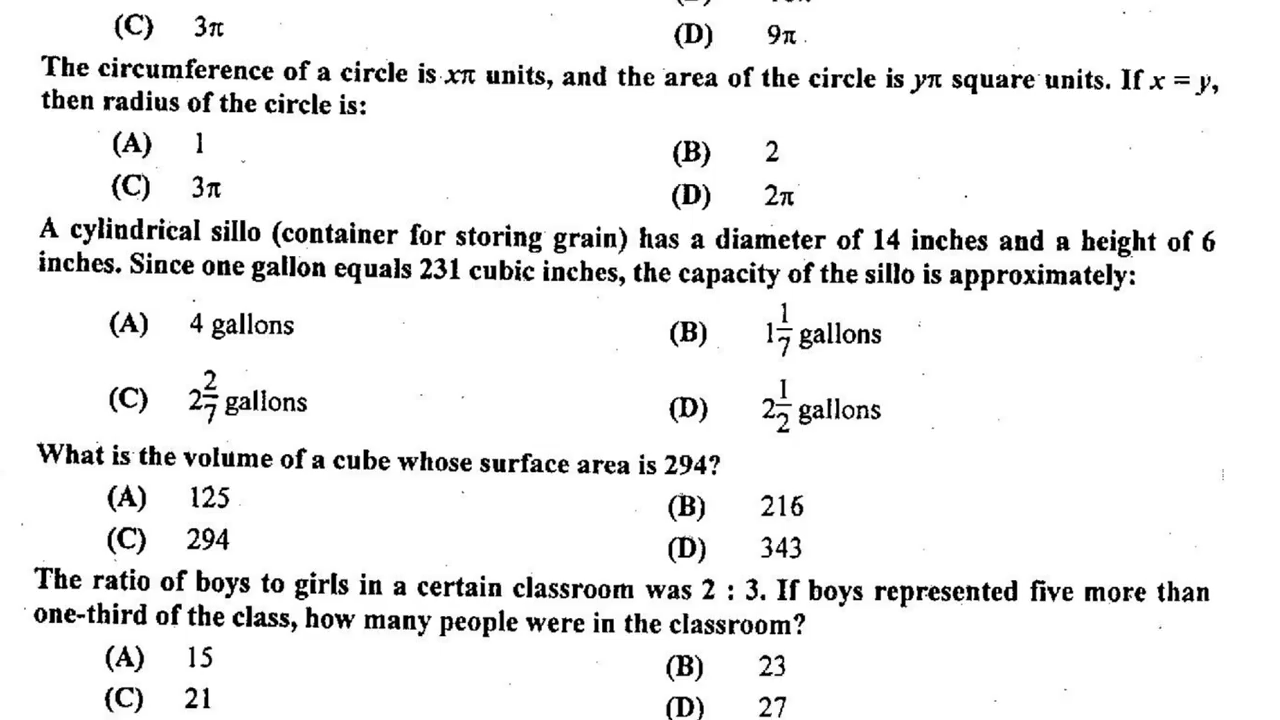 (C) 3π
(D) 9π
The circumference of a circle is xπ units, and the area of the circle is yπ square units. If x = y,
then radius of the circle is:
(A) 1 (B) 2
(C) 3π (D) 2π
A cylindrical sillo (container for storing grain) has a diameter of 14 inches and a height of 6
inches. Since one gallon equals 231 cubic inches, the capacity of the sillo is approximately:
(A) 4 gallons (B) 1 1/7 gallons
(C) 2 2/7 gallons (D) 2 1/2 gallons
What is the volume of a cube whose surface area is 294?
(A) 125 (B) 216
(C) 294 (D) 343
The ratio of boys to girls in a certain classroom was 2 : 3. If boys represented five more than
one-third of the class, how many people were in the classroom?
(A) 15 (B) 23
(C) 21 (D) 27